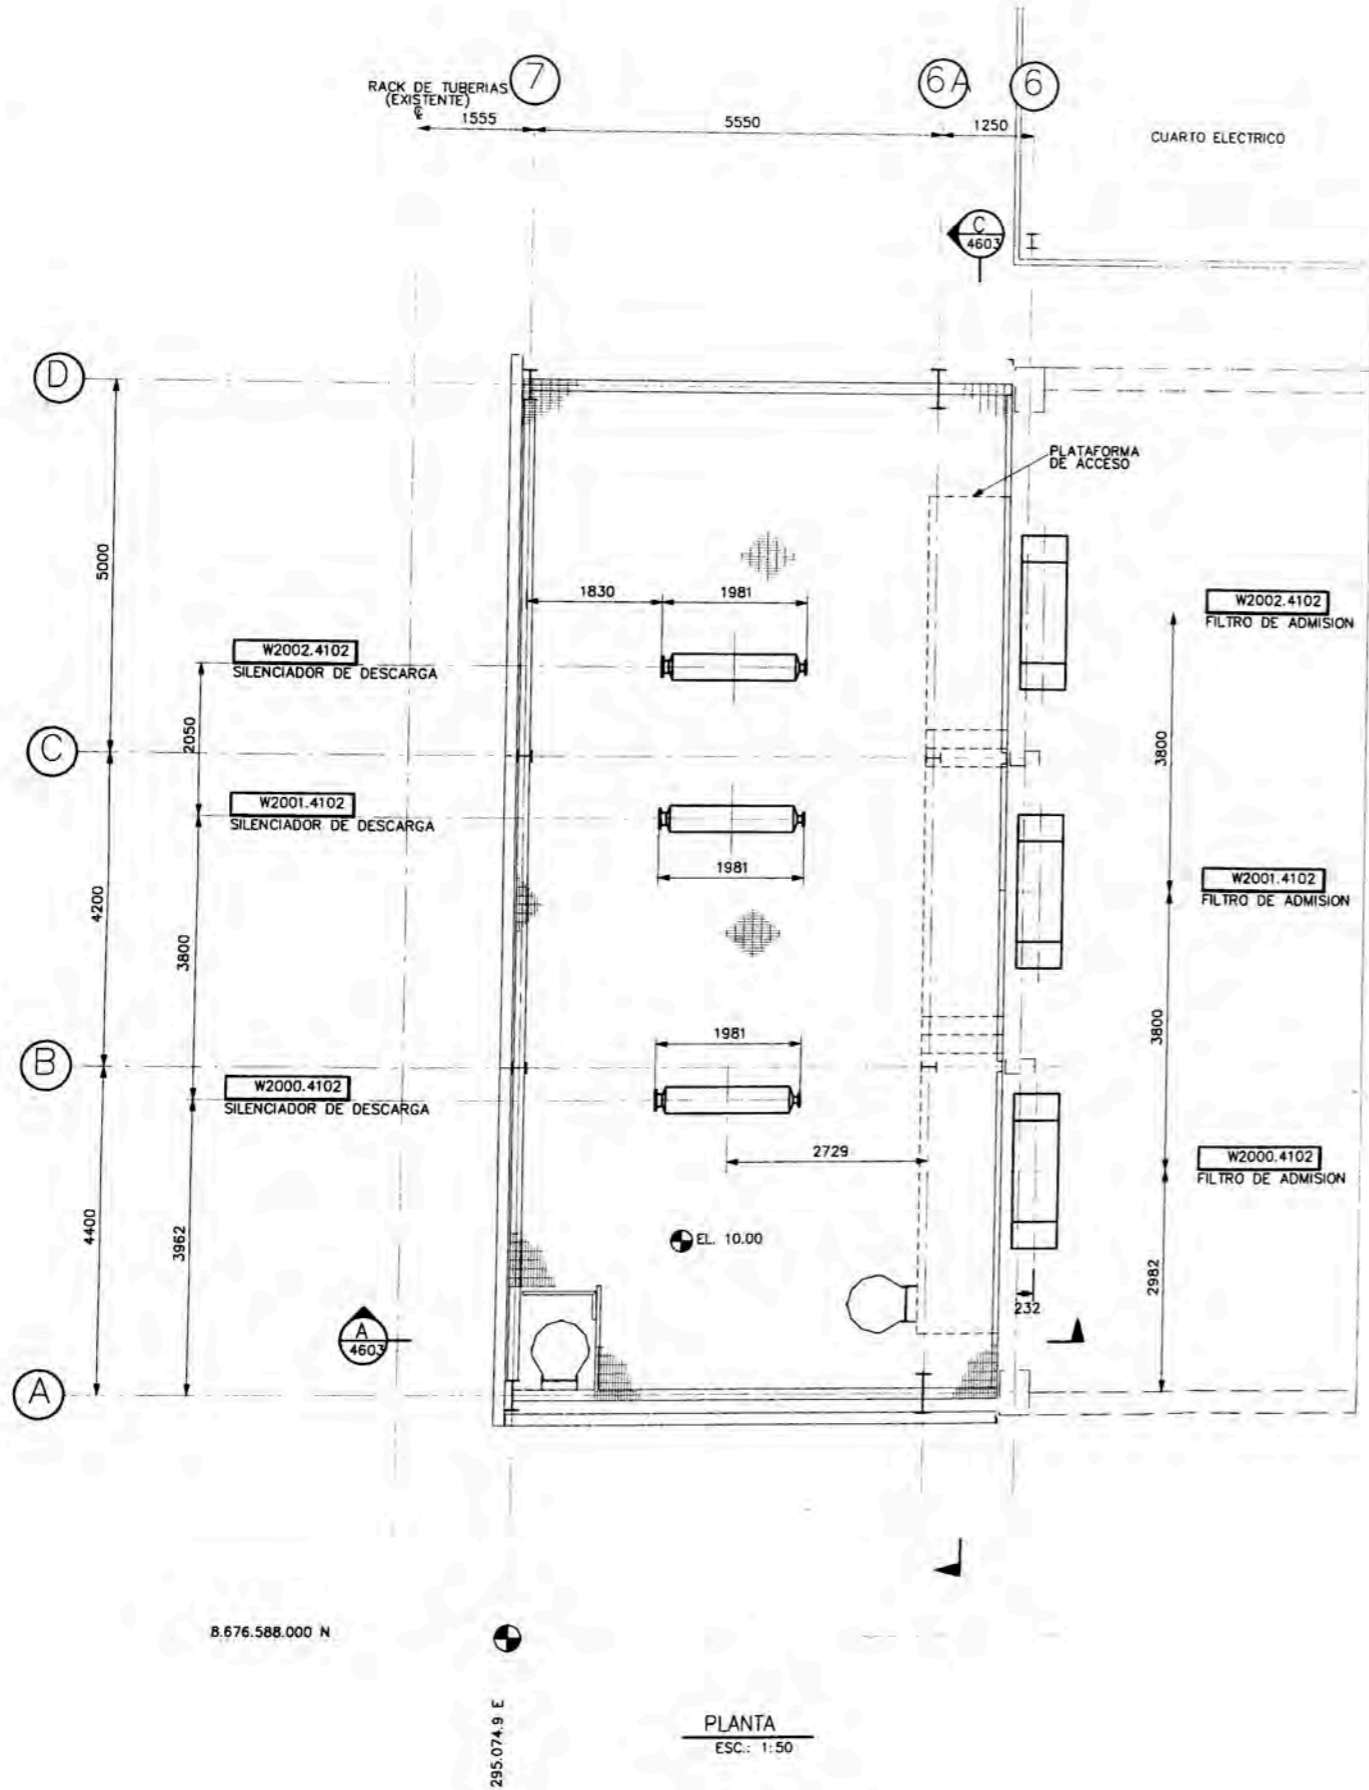 7
6A
6
RACK DE TUBERIAS
(EXISTENTE)
1555
5550
1250
CUARTO ELECTRICO
C
4603
D
PLATAFORMA
DE ACCESO
5000
1830
1981
W2002.4102
FILTRO DE ADMISION
W2002.4102
SILENCIADOR DE DESCARGA
2050
3800
C
W2001.4102
SILENCIADOR DE DESCARGA
1981
W2001.4102
FILTRO DE ADMISION
4200
3800
3800
1981
B
W2000.4102
SILENCIADOR DE DESCARGA
2729
W2000.4102
FILTRO DE ADMISION
4400
3962
EL. 10.00
2982
232
A
4603
A
8.676.588.000 N
295.074.9 E
PLANTA
ESC.: 1:50